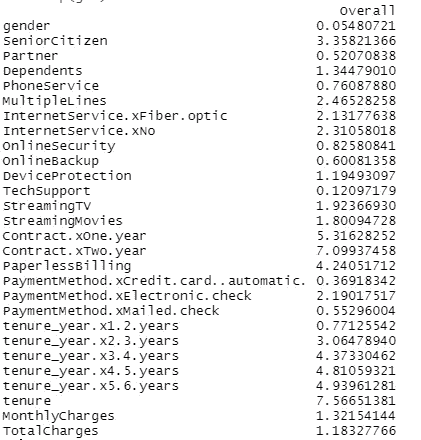 Overall
gender 0.05480721
SeniorCitizen 3.35821366
Partner 0.52070838
Dependents 1.34479010
PhoneService 0.76087880
MultipleLines 2.46528258
InternetService.xFiber.optic 2.13177638
InternetService.xNo 2.31058018
OnlineSecurity 0.82580841
OnlineBackup 0.60081358
DeviceProtection 1.19493097
TechSupport 0.12097179
StreamingTV 1.92366930
StreamingMovies 1.80094728
Contract.xOne.year 5.31628252
Contract.xTwo.year 7.09937458
PaperlessBilling 4.24051712
PaymentMethod.xCredit.card..automatic. 0.36918342
PaymentMethod.xElectronic.check 2.19017517
PaymentMethod.xMailed.check 0.55296004
tenure_year.x1.2.years 0.77125542
tenure_year.x2.3.years 3.06478940
tenure_year.x3.4.years 4.37330462
tenure_year.x4.5.years 4.81059321
tenure_year.x5.6.years 4.93961281
tenure 7.56651381
MonthlyCharges 1.32154144
TotalCharges 1.18327766